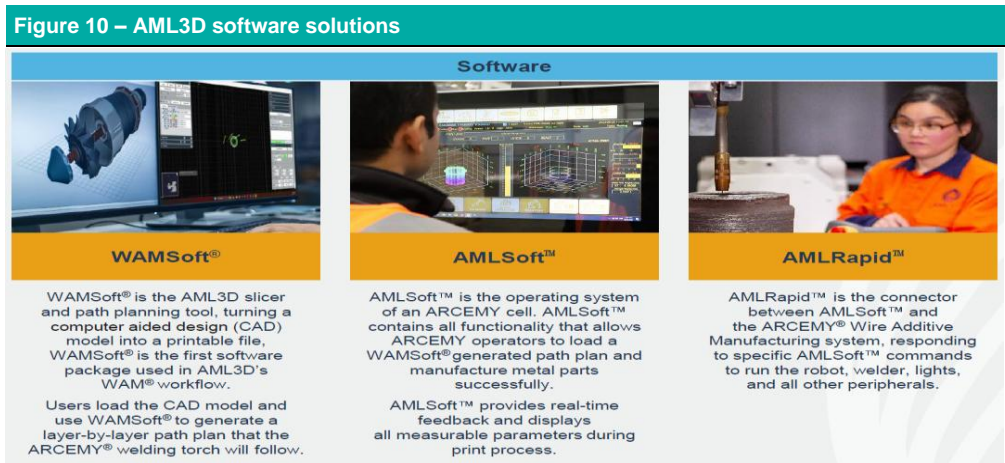 Figure 10 – AML3D software solutions
Software
WAMSoft®
WAMSoft® is the AML3D slicer
and path planning tool, turning a
computer aided design (CAD)
model into a printable file,
WAMSoft® is the first software
package used in AML3D's
WAM® workflow.
Users load the CAD model and
use WAMSoft® to generate a
layer-by-layer path plan that the
ARCEMY® welding torch will follow.
AMLSoft™
AMLSoft™ is the operating system
of an ARCEMY cell. AMLSoft™
contains all functionality that allows
ARCEMY operators to load a
WAMSoft® generated path plan and
manufacture metal parts
successfully.
AMLSoft™ provides real-time
feedback and displays
all measurable parameters during
print process.
AMLRapid™
AMLRapid™ is the connector
between AMLSoft™ and
the ARCEMY® Wire Additive
Manufacturing system, responding
to specific AMLSoft™ commands
to run the robot, welder, lights,
and all other peripherals.